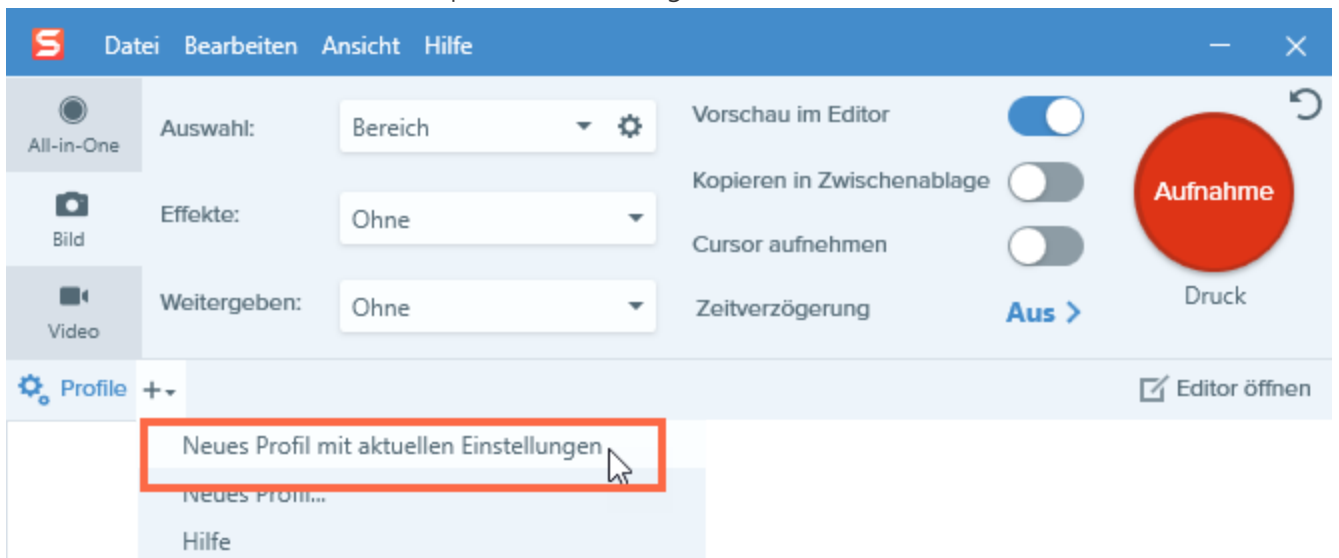 Datei Bearbeiten Ansicht Hilfe
All-in-One
Auswahl: Bereich
Vorschau im Editor
Kopieren in Zwischenablage
Aufnahme
Bild
Effekte: Ohne
Cursor aufnehmen
Video
Weitergeben: Ohne
Zeitverzögerung Aus >
Druck
Profile +
Editor öffnen
Neues Profil mit aktuellen Einstellungen
Neues Profil...
Hilfe